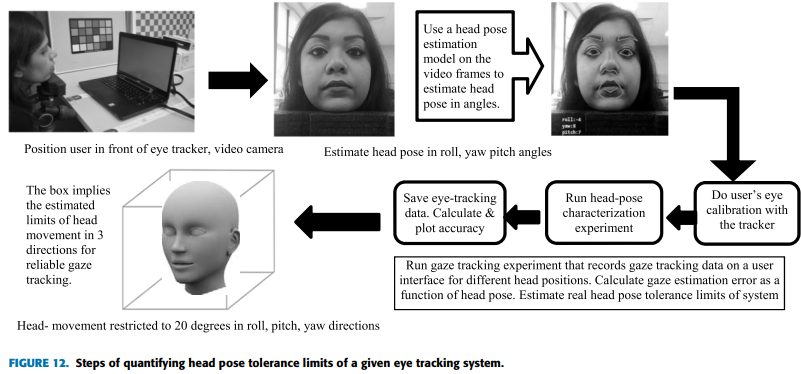 Use a head pose
estimation
model on the
video frames to
estimate head
pose in angles.
roll:-4
yaw:8
pitch:7
Position user in front of eye tracker, video camera
Estimate head pose in roll, yaw pitch angles
Do user's eye
calibration with
the tracker
Run head-pose
characterization
experiment
Save eye-tracking
data. Calculate &
plot accuracy
Run gaze tracking experiment that records gaze tracking data on a user
interface for different head positions. Calculate gaze estimation error as a
function of head pose. Estimate real head pose tolerance limits of system
The box implies
the estimated
limits of head
movement in 3
directions for
reliable gaze
tracking.
Head- movement restricted to 20 degrees in roll, pitch, yaw directions
FIGURE 12. Steps of quantifying head pose tolerance limits of a given eye tracking system.